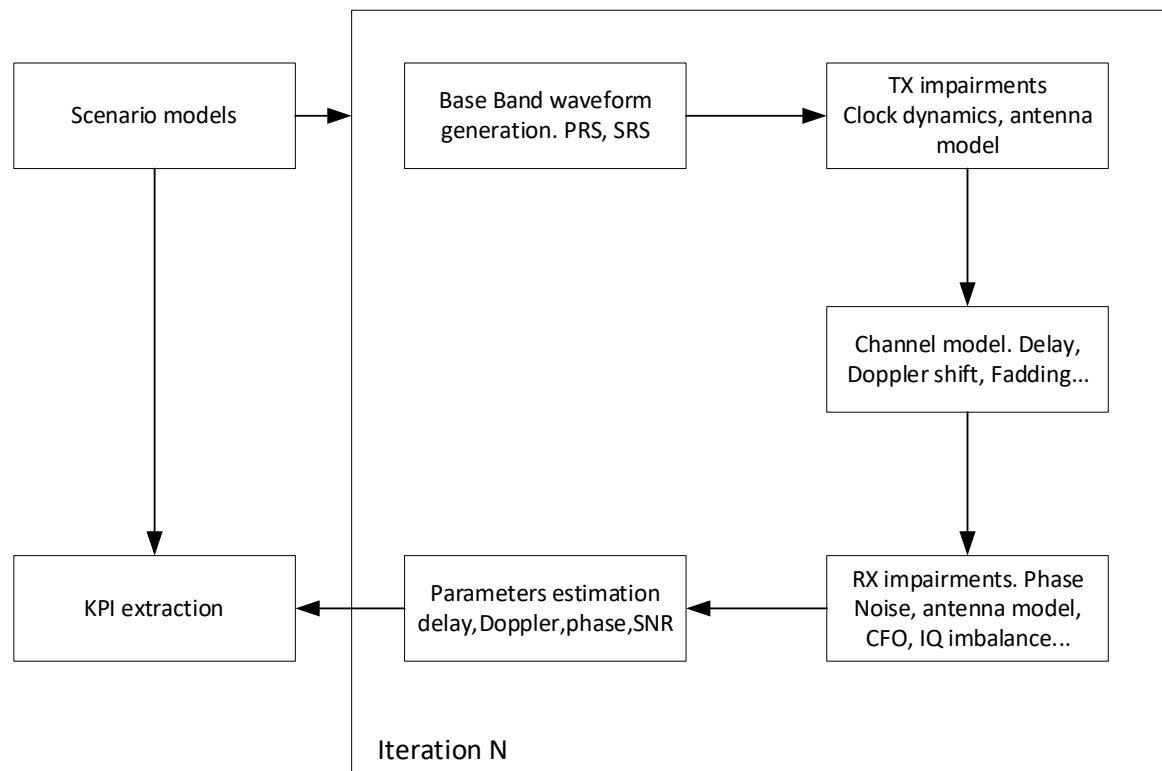 Scenario models
Base Band waveform
generation. PRS, SRS
TX impairments
Clock dynamics, antenna
model
Channel model. Delay,
Doppler shift, Fadding...
RX impairments. Phase
Noise, antenna model,
CFO, IQ imbalance...
Parameters estimation
delay,Doppler,phase,SNR
KPI extraction
Iteration N